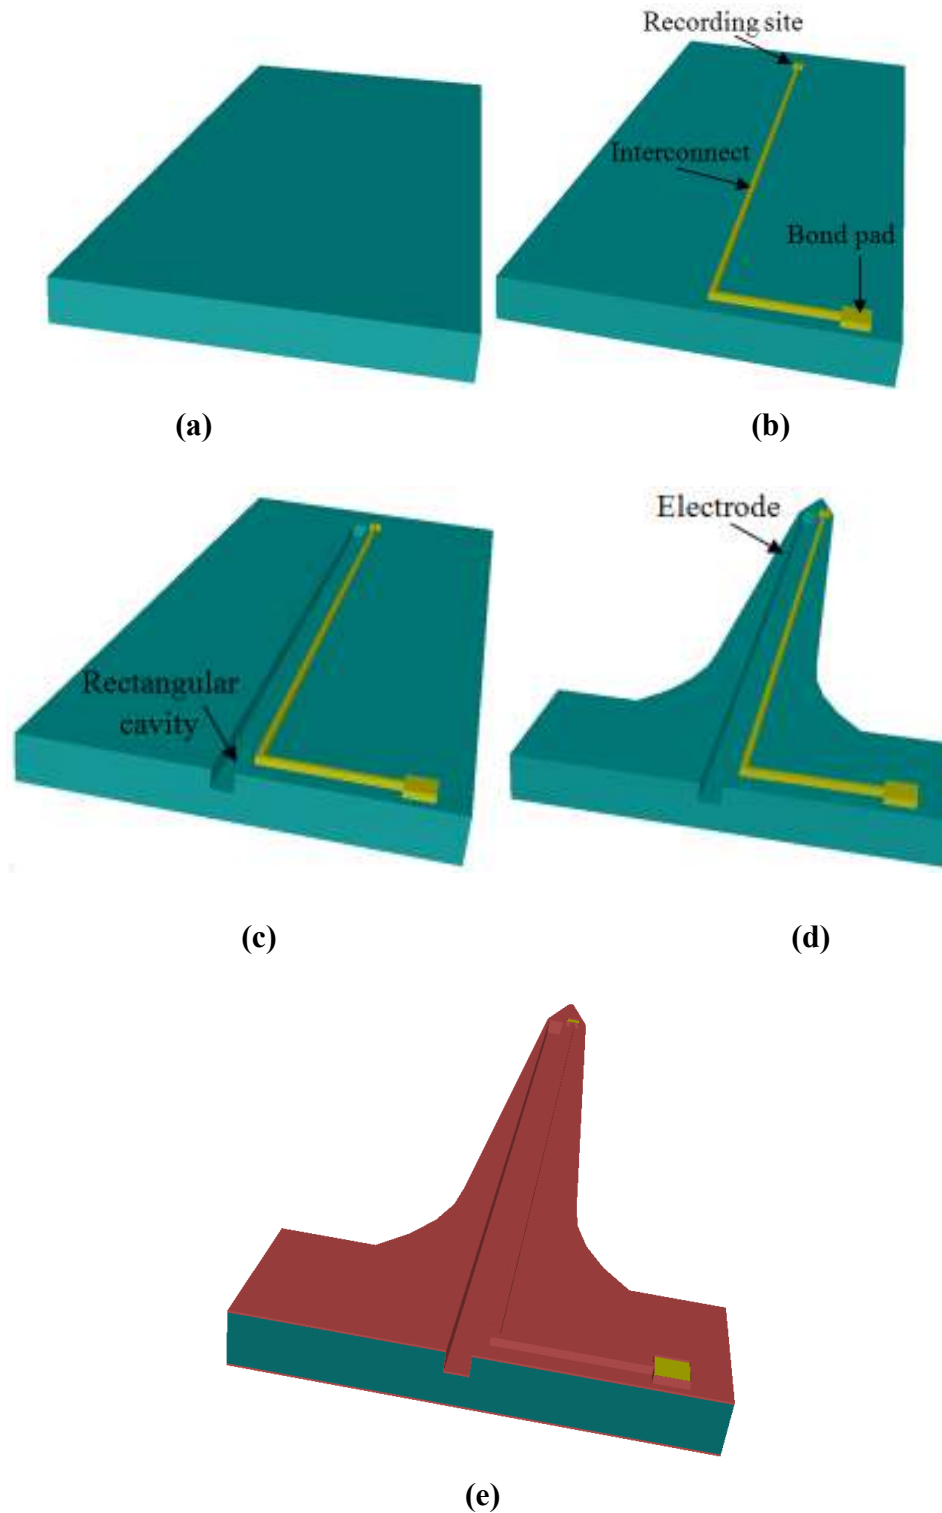 Recording site
Interconnect
Bond pad
(a)
(b)
Electrode
Rectangular
cavity
(c)
(d)
(e)